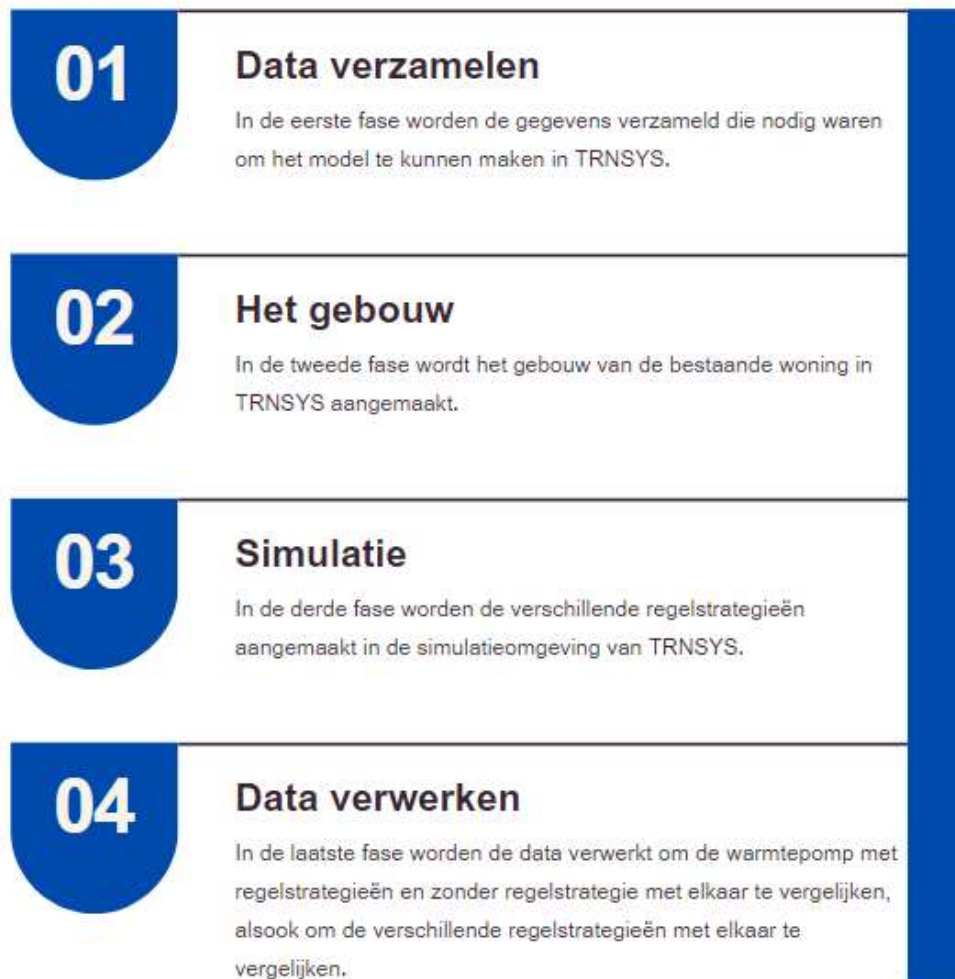 01
Data verzamelen
In de eerste fase worden de gegevens verzameld die nodig waren
om het model te kunnen maken in TRNSYS.
02
Het gebouw
In de tweede fase wordt het gebouw van de bestaande woning in
TRNSYS aangemaakt.
03
Simulatie
In de derde fase worden de verschillende regelstrategieën
aangemaakt in de simulatieomgeving van TRNSYS.
04
Data verwerken
In de laatste fase worden de data verwerkt om de warmtepomp met
regelstrategieën en zonder regelstrategie met elkaar te vergelijken,
alsook om de verschillende regelstrategieën met elkaar te
vergelijken.